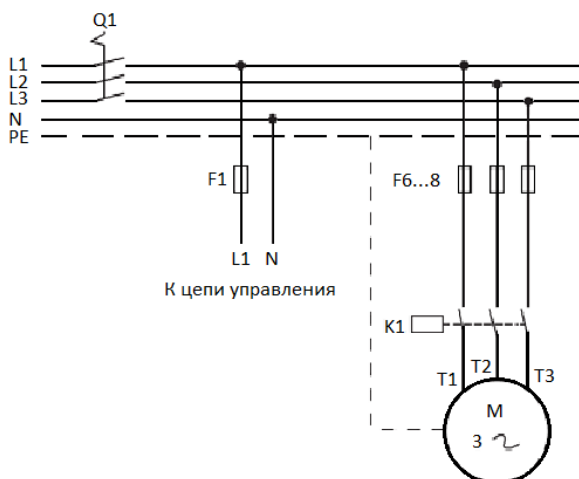 Q1
L1
L2
L3
N
PE
F1
F6...8
L1 N
К цепи управления
K1
T1 T2 T3
M
3